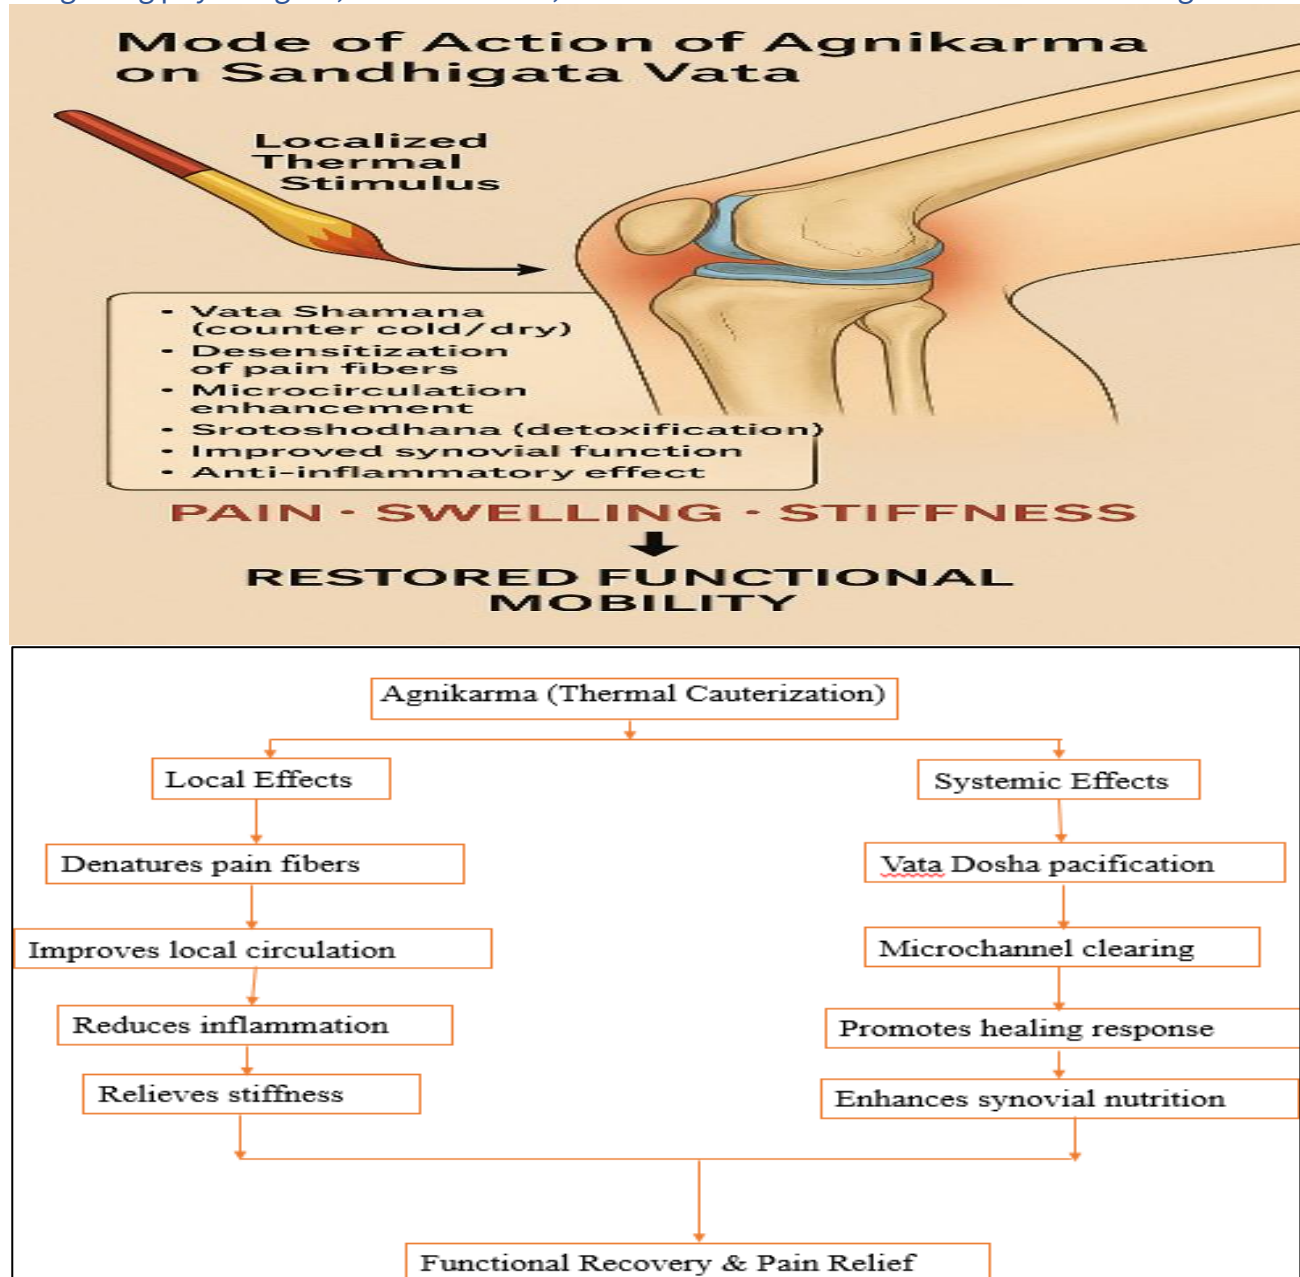 Mode of Action of Agnikarma
on Sandhigata Vata
Localized
Thermal
Stimulus
• Vata Shamana
(counter cold/dry)
• Desensitization
of pain fibers
• Microcirculation
enhancement
• Srotoshodhana (detoxification)
• Improved synovial function
• Anti-inflammatory effect
PAIN · SWELLING · STIFFNESS
RESTORED FUNCTIONAL
MOBILITY
Agnikarma (Thermal Cauterization)
Local Effects
Systemic Effects
Denatures pain fibers
Vata Dosha pacification
Improves local circulation
Microchannel clearing
Reduces inflammation
Promotes healing response
Relieves stiffness
Enhances synovial nutrition
Functional Recovery & Pain Relief